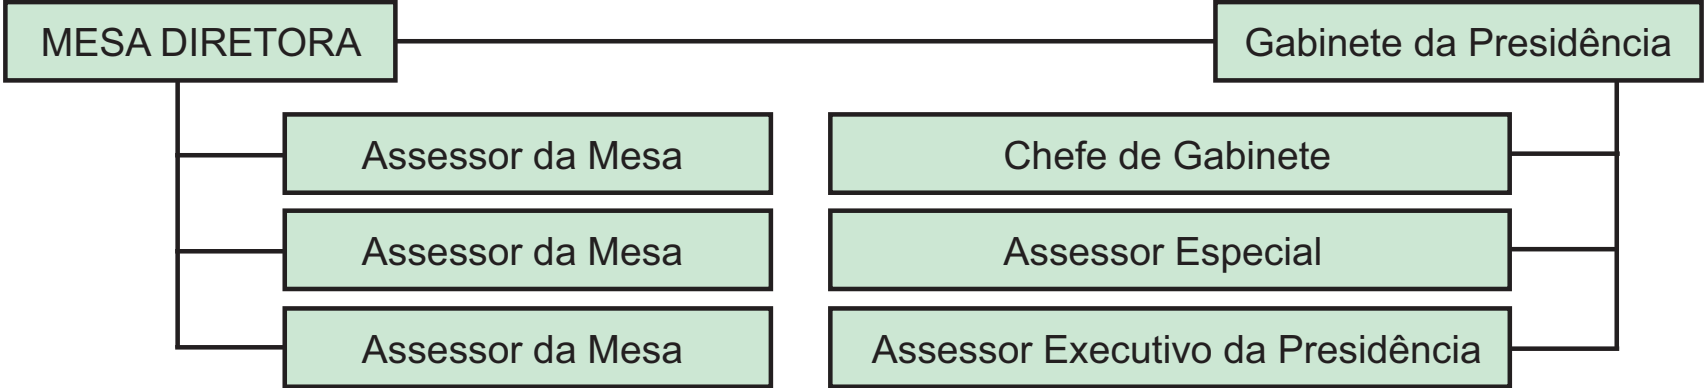 MESA DIRETORA
Gabinete da Presidência
Assessor da Mesa
Chefe de Gabinete
Assessor da Mesa
Assessor Especial
Assessor da Mesa
Assessor Executivo da Presidência